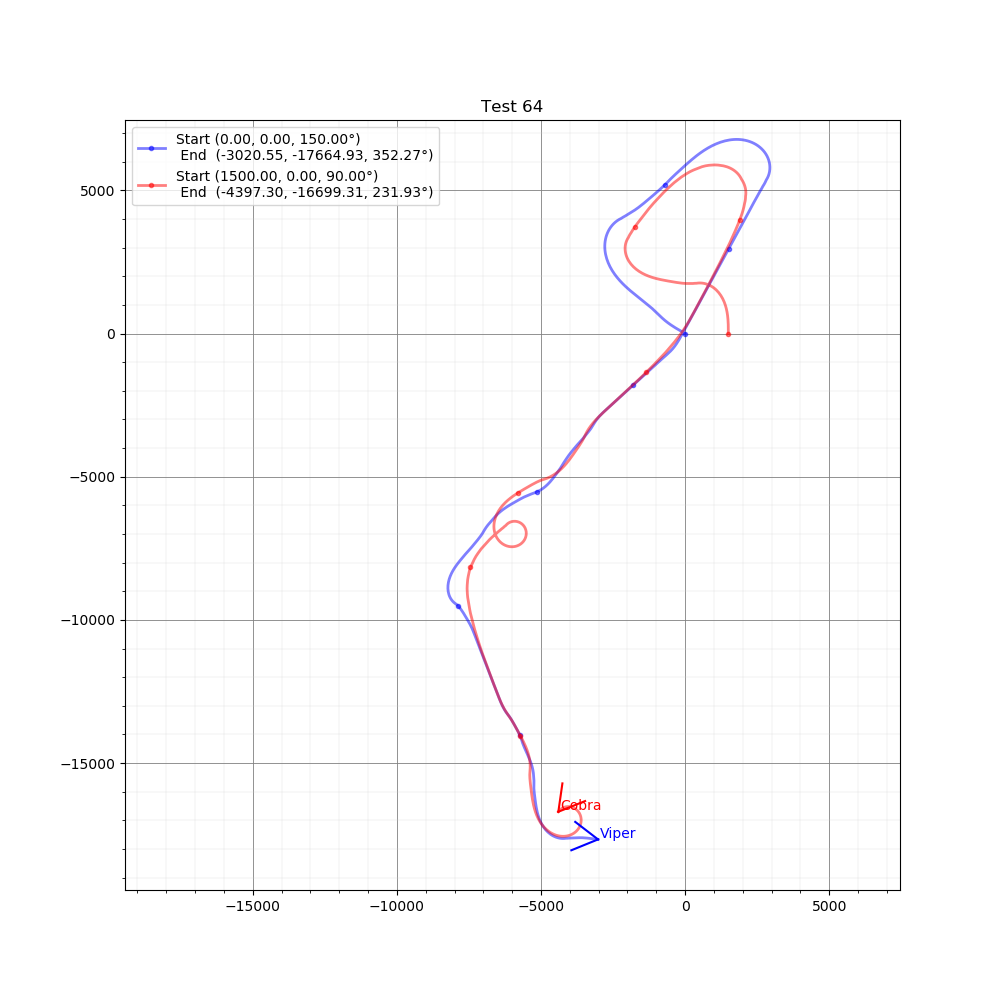 Test 64
Start (0.00, 0.00, 150.00°)
End  (-3020.55, -17664.93, 352.27°)
Start (1500.00, 0.00, 90.00°)
End  (-4397.30, -16699.31, 231.93°)
5000
0
−5000
−10000
−15000
Cobra
Viper
−15000 −10000 −5000 0 5000